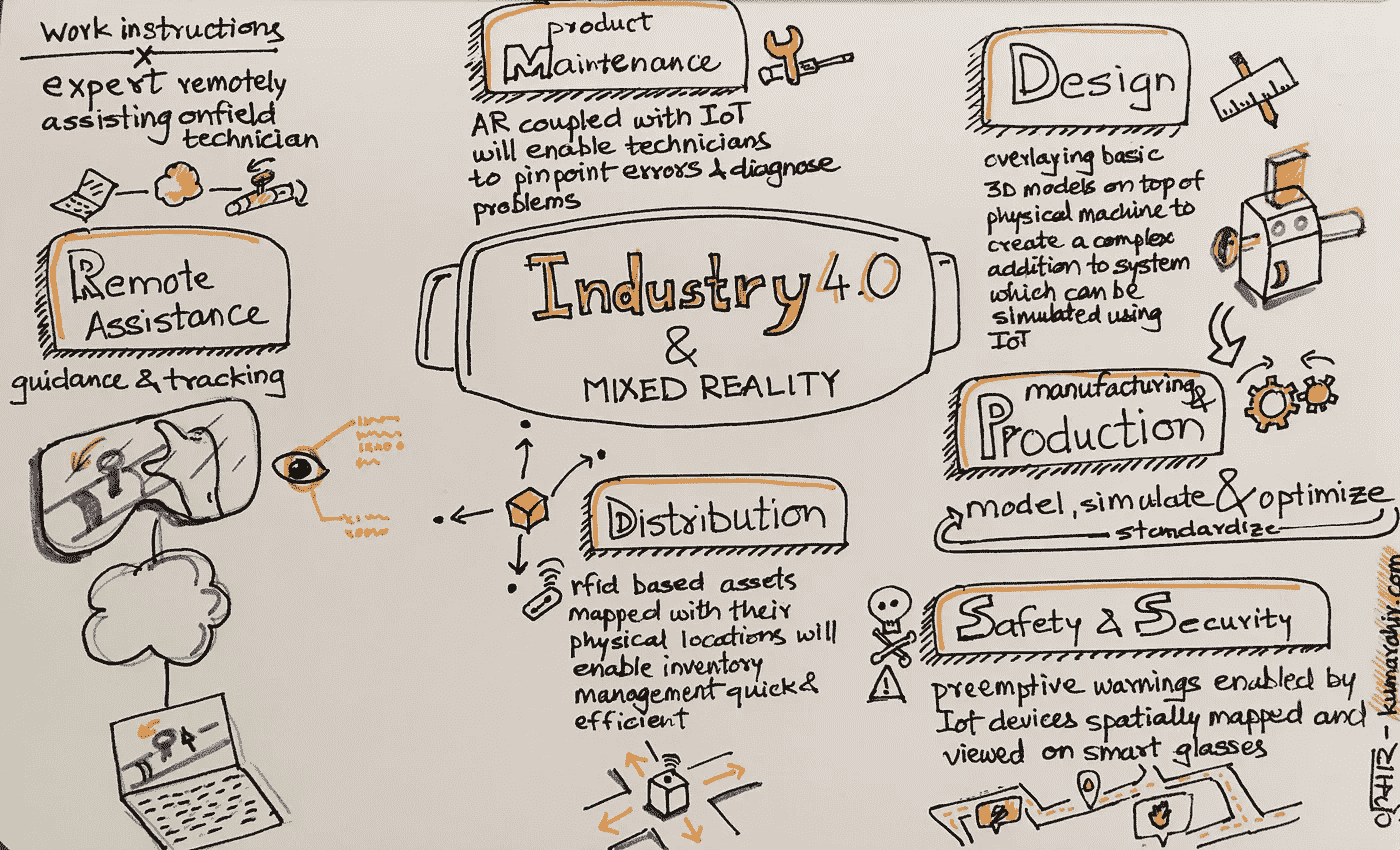 work instructions
expert remotely
assisting onfield
technician
Remote
Assistance
guidance & tracking
product
Maintenance
AR coupled with IoT
will enable technicians
to pinpoint errors & diagnose
problems
Industry 4.0
&
MIXED REALITY
Distribution
rfid based assets
mapped with their
physical locations will
enable inventory
management quick &
efficient
Design
overlaying basic
3D models on top of
physical machine to
create a complex
addition to system
which can be
simulated using
IoT
manufacturing &
Production
model, simulate & optimize
standardize
Safety & Security
preemptive warnings enabled by
Iot devices spatially mapped and
viewed on smart glasses
kumarahir.com